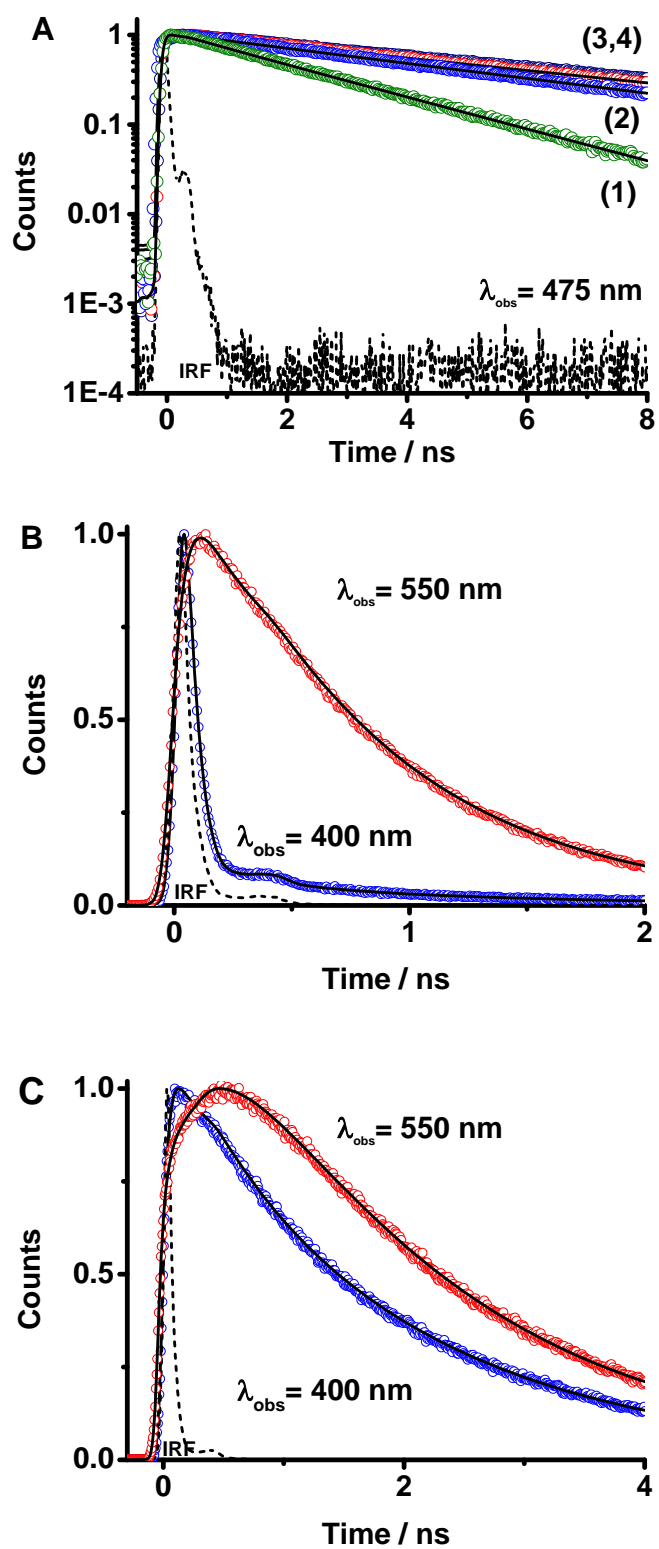 A
1
0.1
0.01
1E-3
1E-4
Counts
(3,4)
(2)
(1)
λobs= 475 nm
IRF
0 2 4 6 8
Time / ns
B
1.0
0.5
0.0
Counts
λobs= 550 nm
λobs= 400 nm
IRF
0 1 2
Time / ns
C
1.0
0.5
0.0
Counts
λobs= 550 nm
λobs= 400 nm
IRF
0 2 4
Time / ns